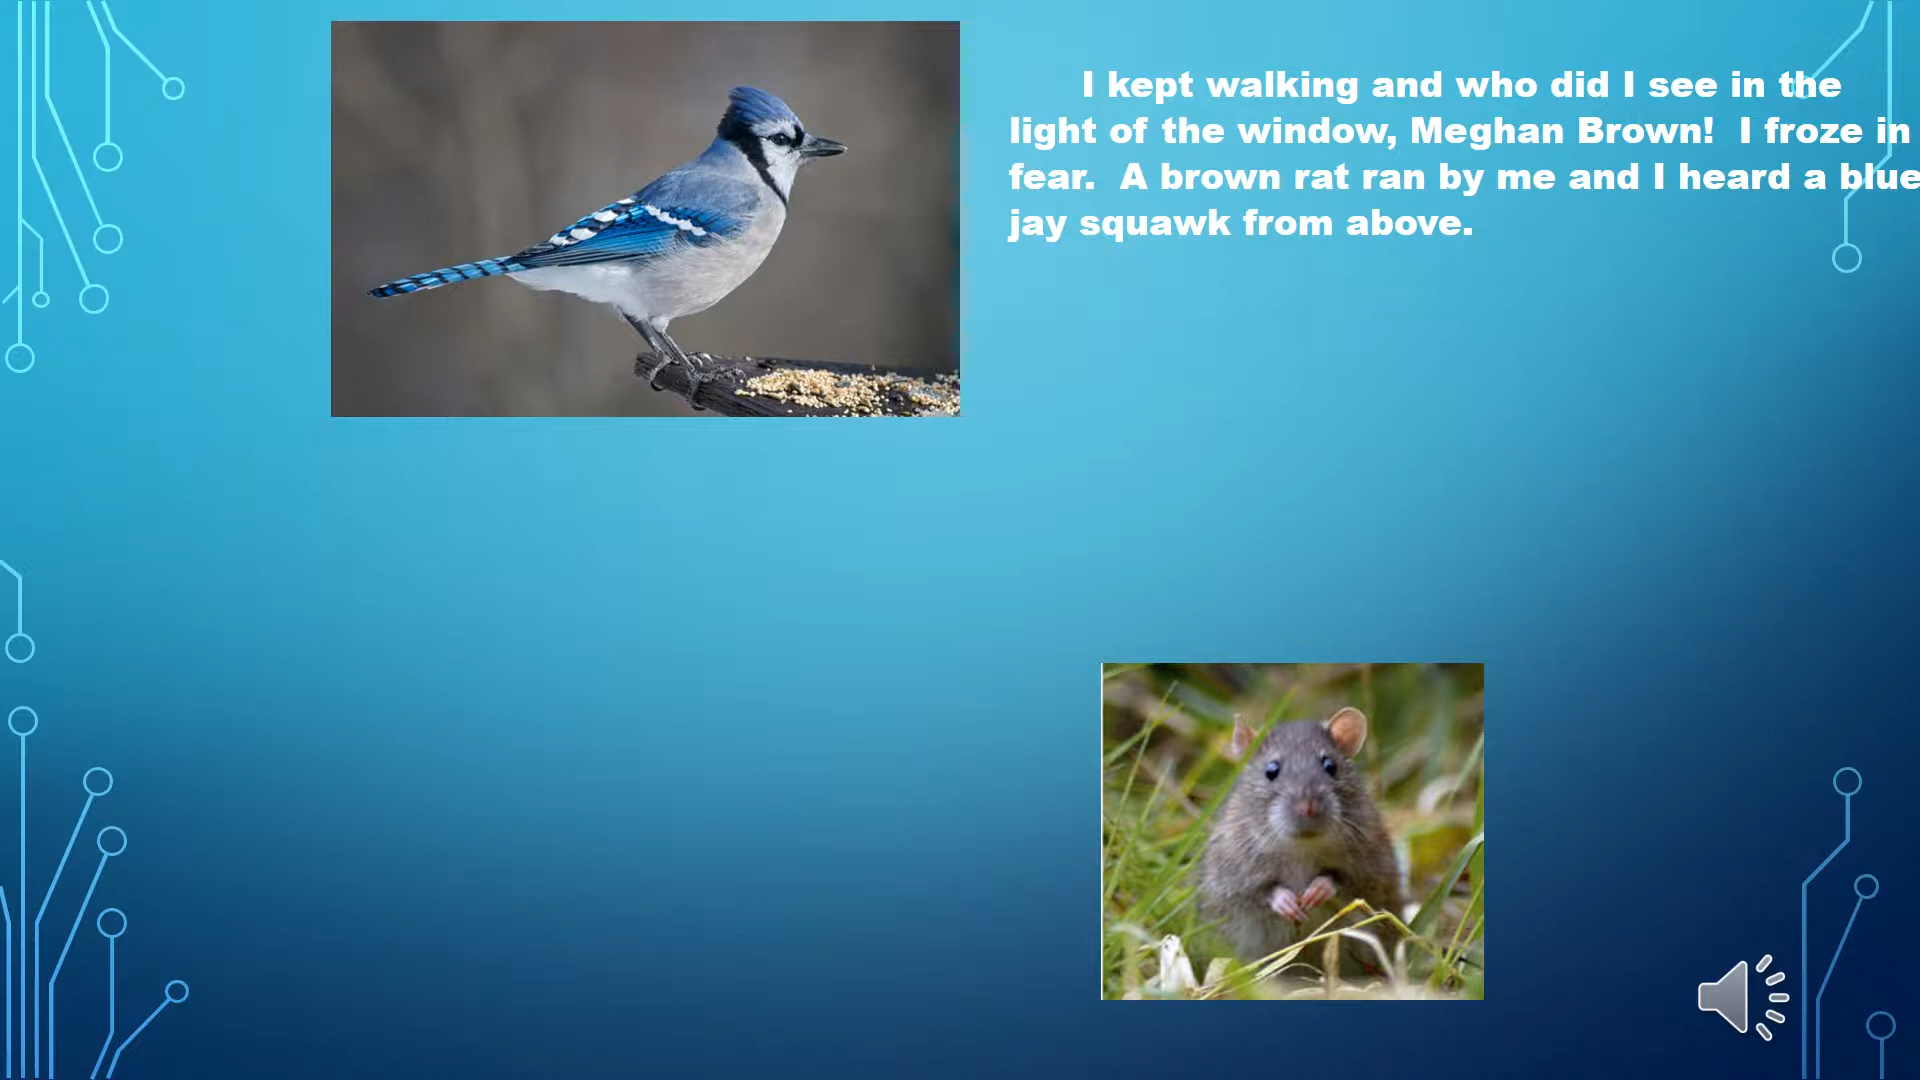 I kept walking and who did I see in the
light of the window, Meghan Brown!  I froze in
fear.  A brown rat ran by me and I heard a blue
jay squawk from above.